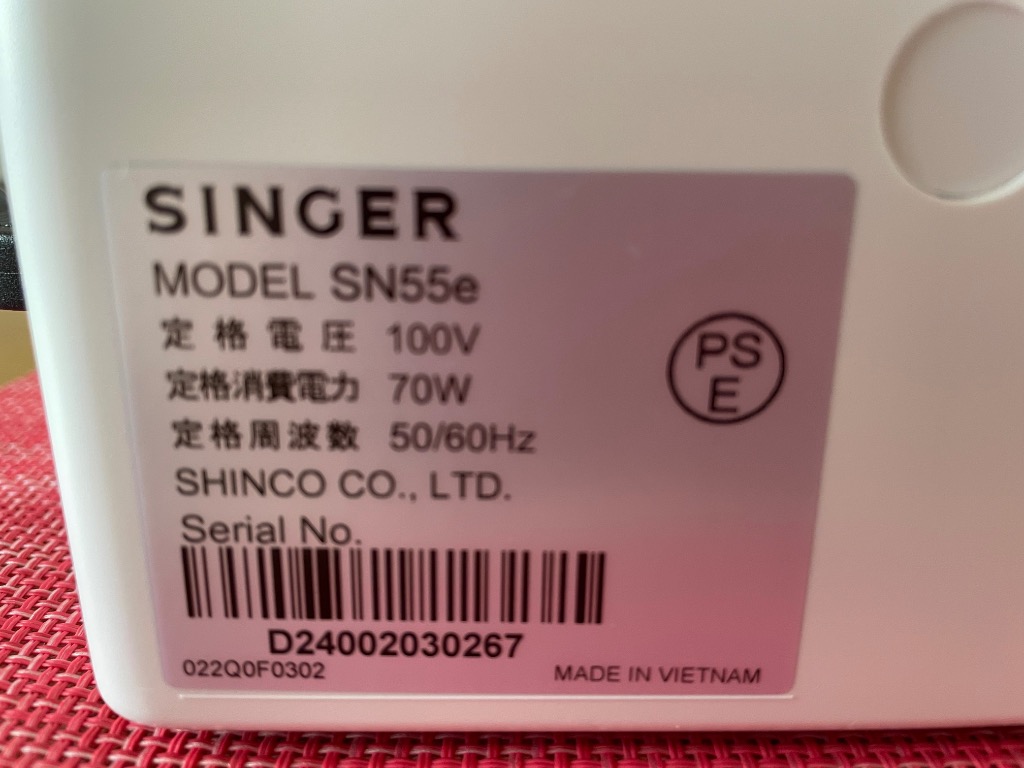 SINGER
MODEL SN55e
定格電圧 100V
定格消費電力 70W
定格周波数 50/60Hz
PS
E
SHINCO CO., LTD.
Serial No.
D24002030267
022Q0F0302
MADE IN VIETNAM